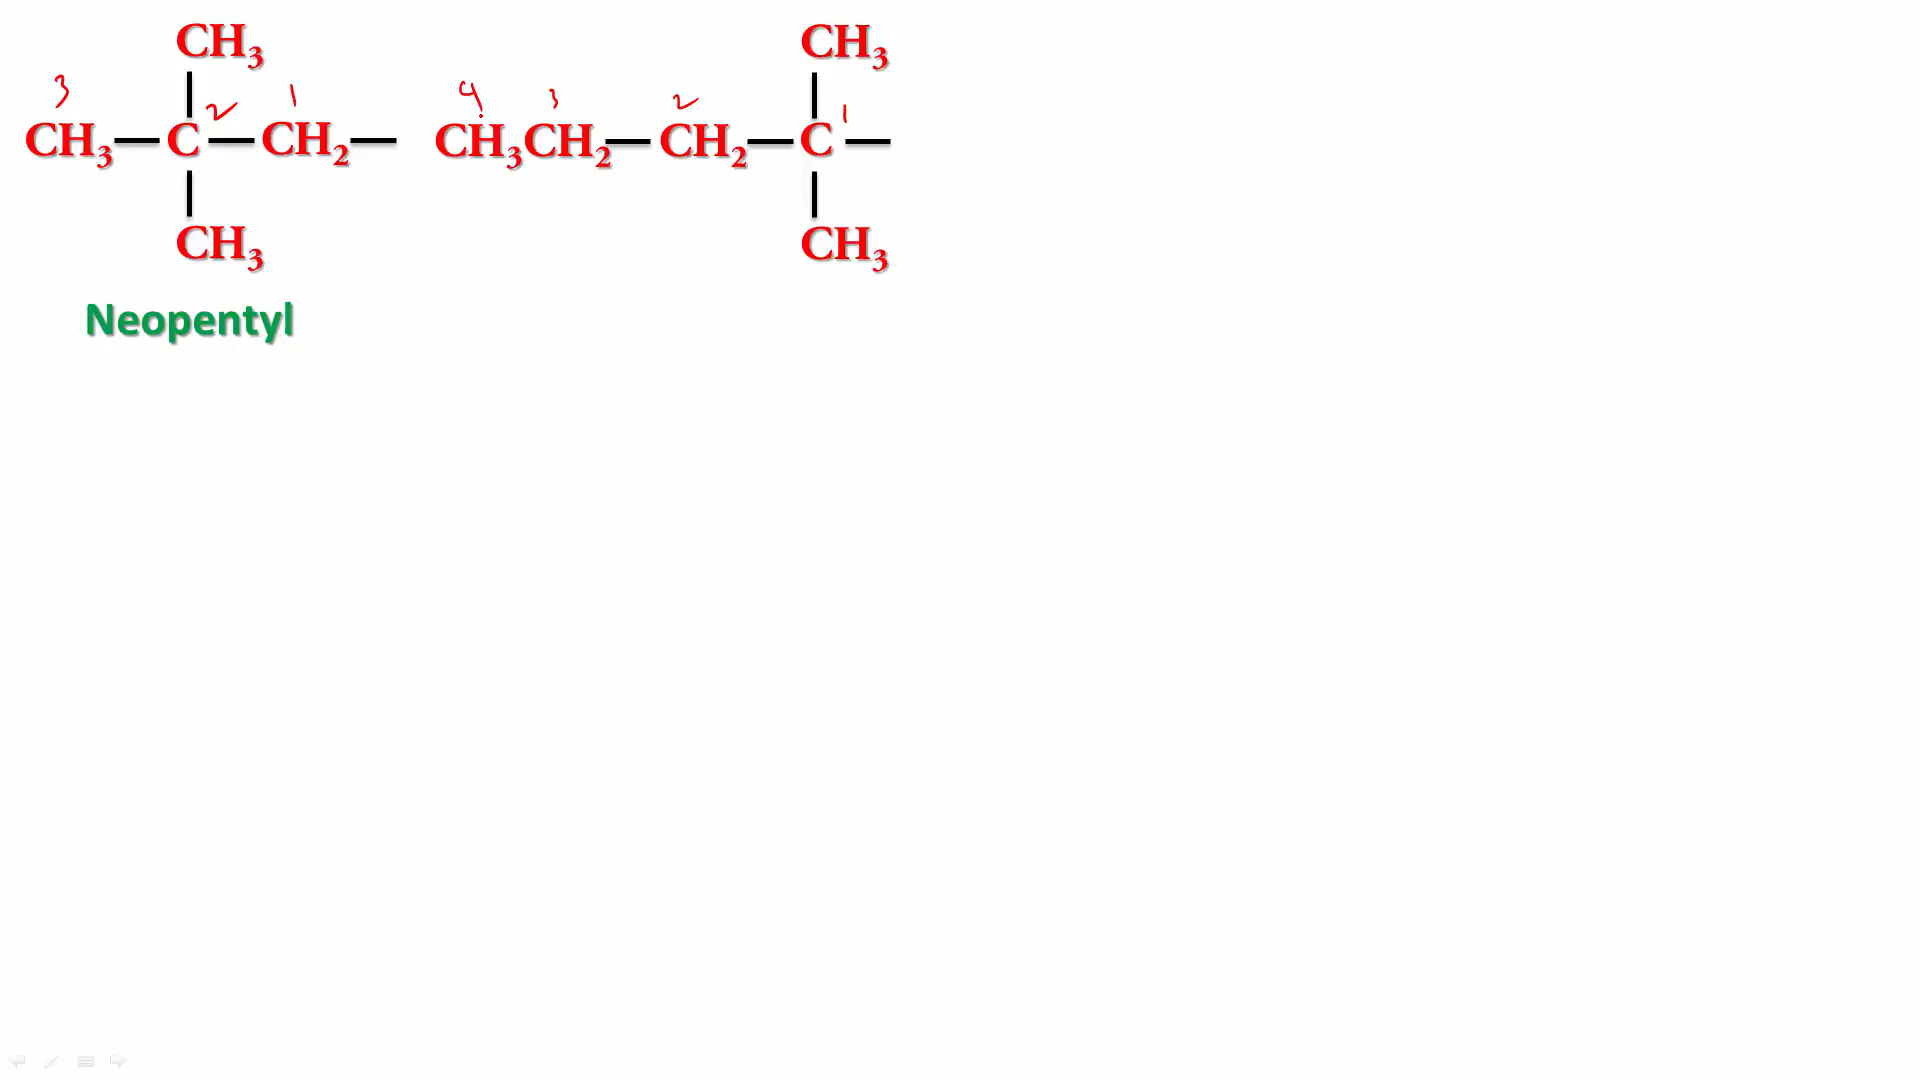 CH₃ CH₃
3 2 1 4 3 2 1
CH₃—C—CH₂— CH₃CH₂—CH₂—C—
CH₃ CH₃
Neopentyl